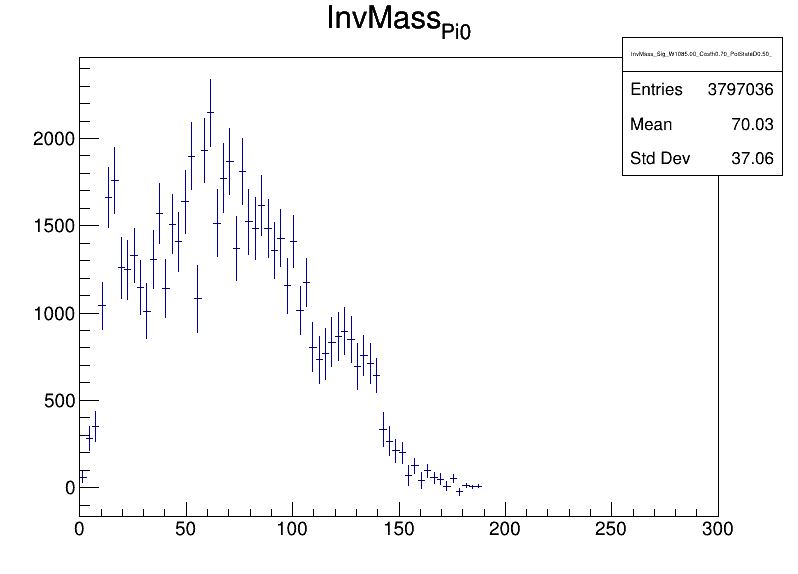 InvMass_Pi0
InvMass_Sig_W1085.00_Costh0.70_PolStateD0.50_
Entries 3797036
Mean 70.03
Std Dev 37.06
2000
1500
1000
500
0
0 50 100 150 200 250 300